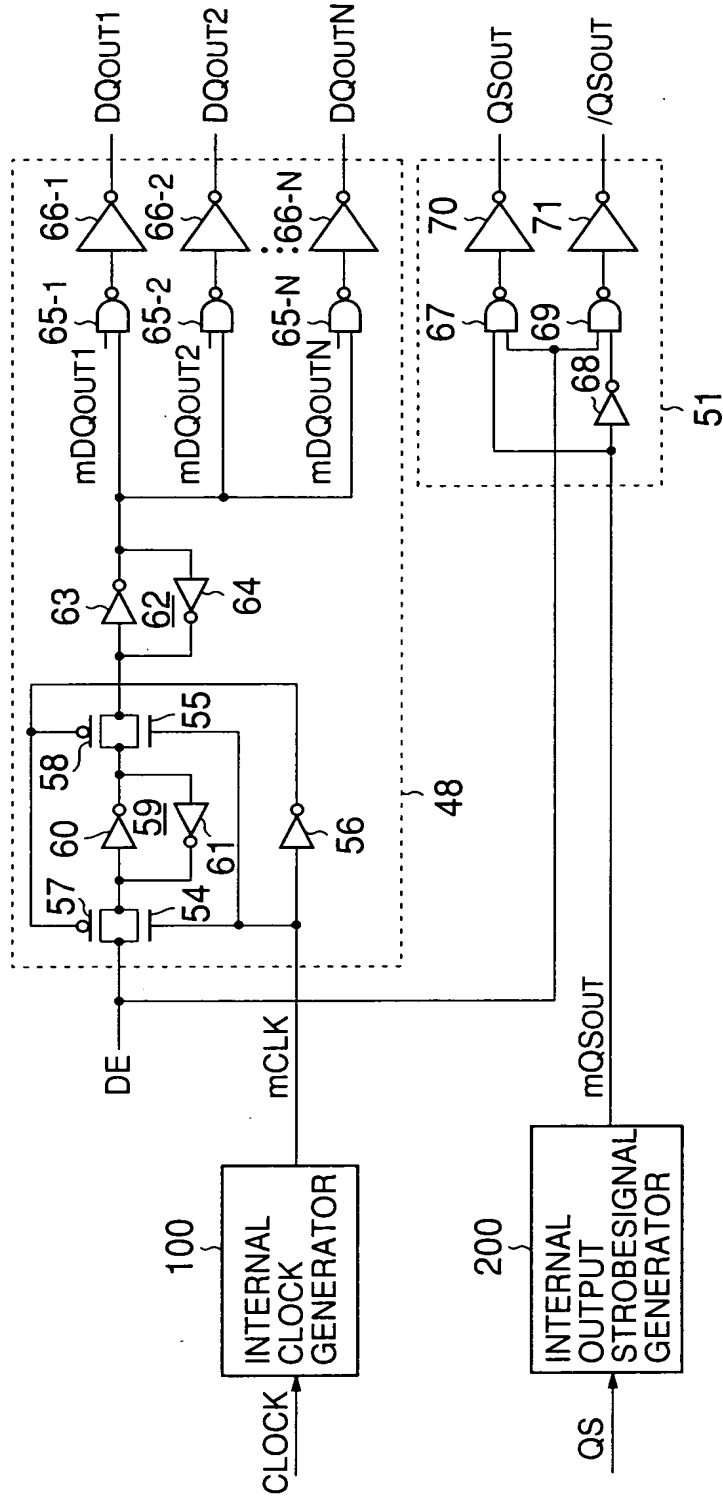 CLOCK
100
INTERNAL
CLOCK
GENERATOR
mCLK
DE
57
54
60
59
61
58
55
56
63
62
64
48
mDQOUT1
mDQOUT2
mDQOUTN
65-1
65-2
65-N
66-1
66-2
66-N
DQOUT1
DQOUT2
DQOUTN
QS
200
INTERNAL
OUTPUT
STROBESIGNAL
GENERATOR
mQSOUT
67
68
69
70
71
51
QSOUT
/QSOUT